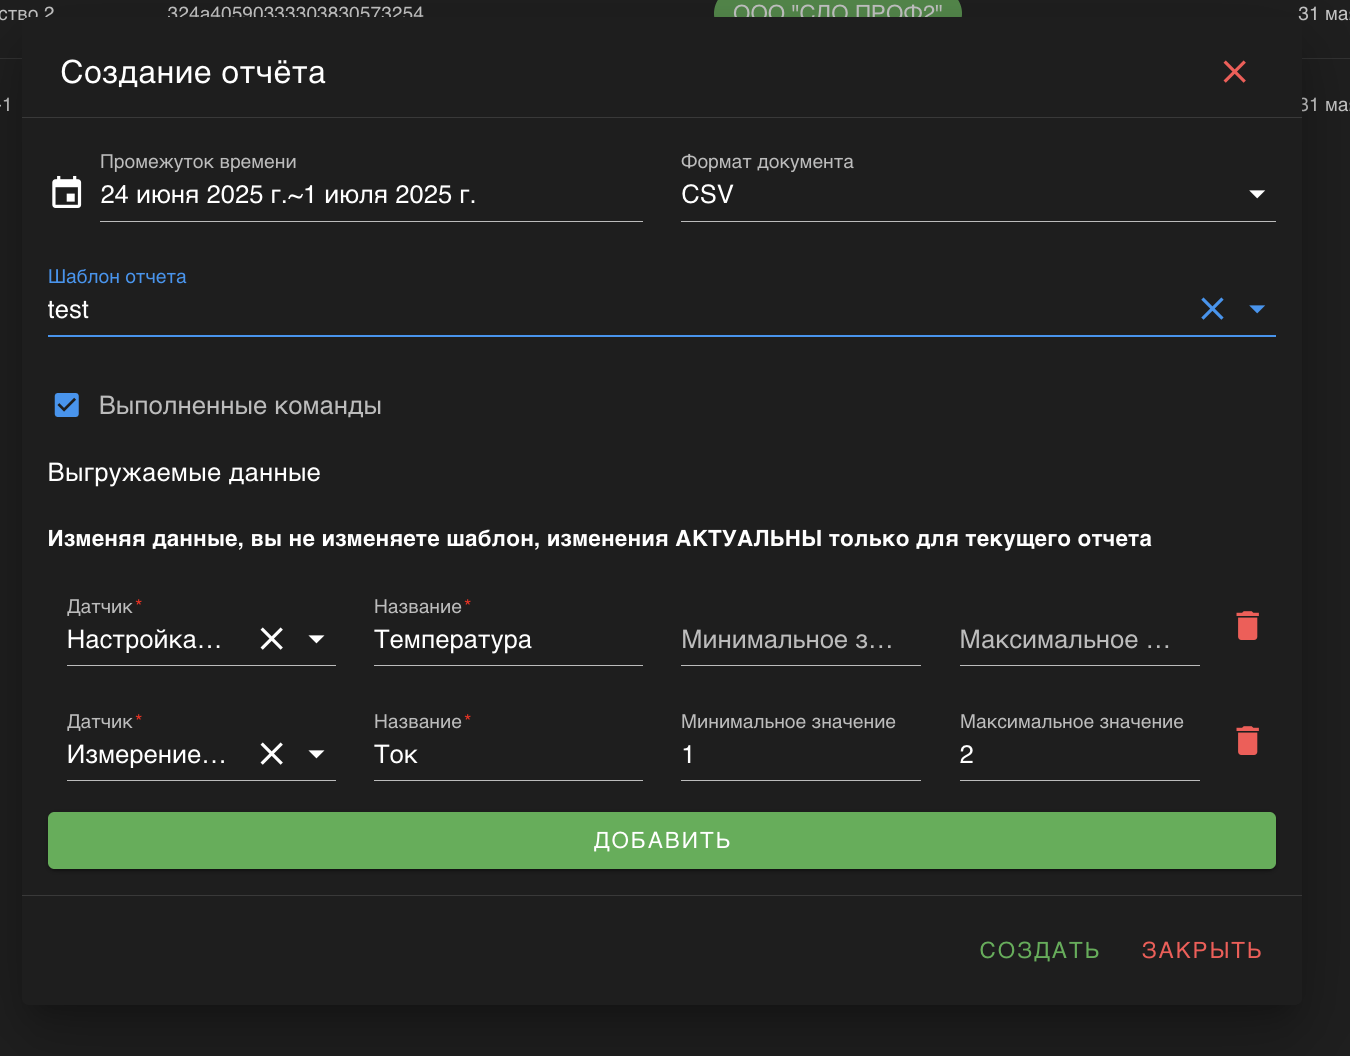 ство 2 324a40590333303830573254 ООО "СЛО ПРОФ2" 31 ма
-1 31 ма
Создание отчёта
Промежуток времени Формат документа
24 июня 2025 г.~1 июля 2025 г. CSV
Шаблон отчета
test
Выполненные команды
Выгружаемые данные
Изменяя данные, вы не изменяете шаблон, изменения АКТУАЛЬНЫ только для текущего отчета
Датчик* Название*
Настройка... Температура Минимальное з... Максимальное ...
Датчик* Название* Минимальное значение Максимальное значение
Измерение... Ток 1 2
ДОБАВИТЬ
СОЗДАТЬ ЗАКРЫТЬ